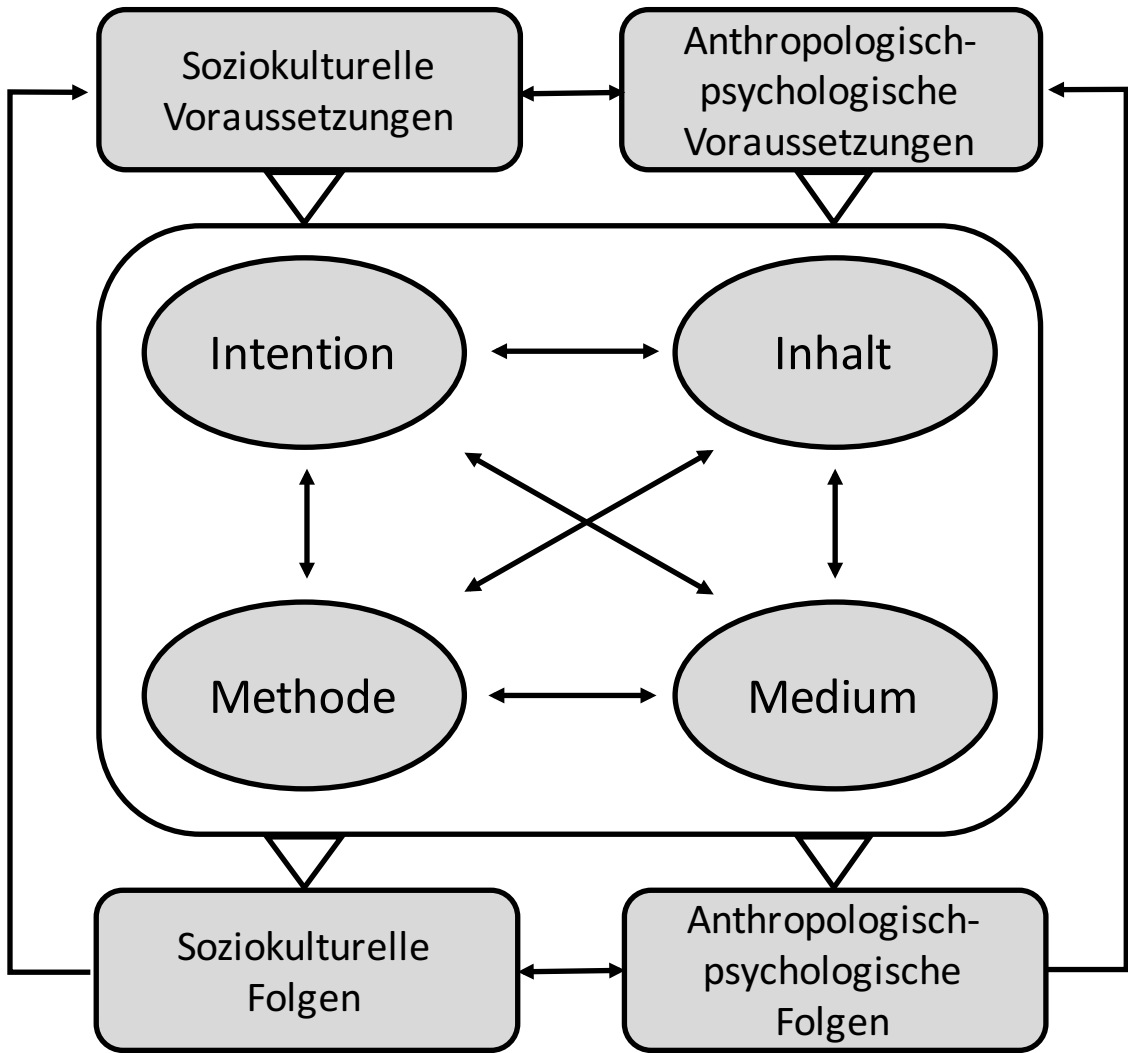 Soziokulturelle
Voraussetzungen
Anthropologisch-
psychologische
Voraussetzungen
Intention
Inhalt
Methode
Medium
Soziokulturelle
Folgen
Anthropologisch-
psychologische
Folgen